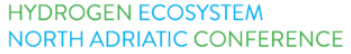 HYDROGEN ECOSYSTEM
NORTH ADRIATIC CONFERENCE